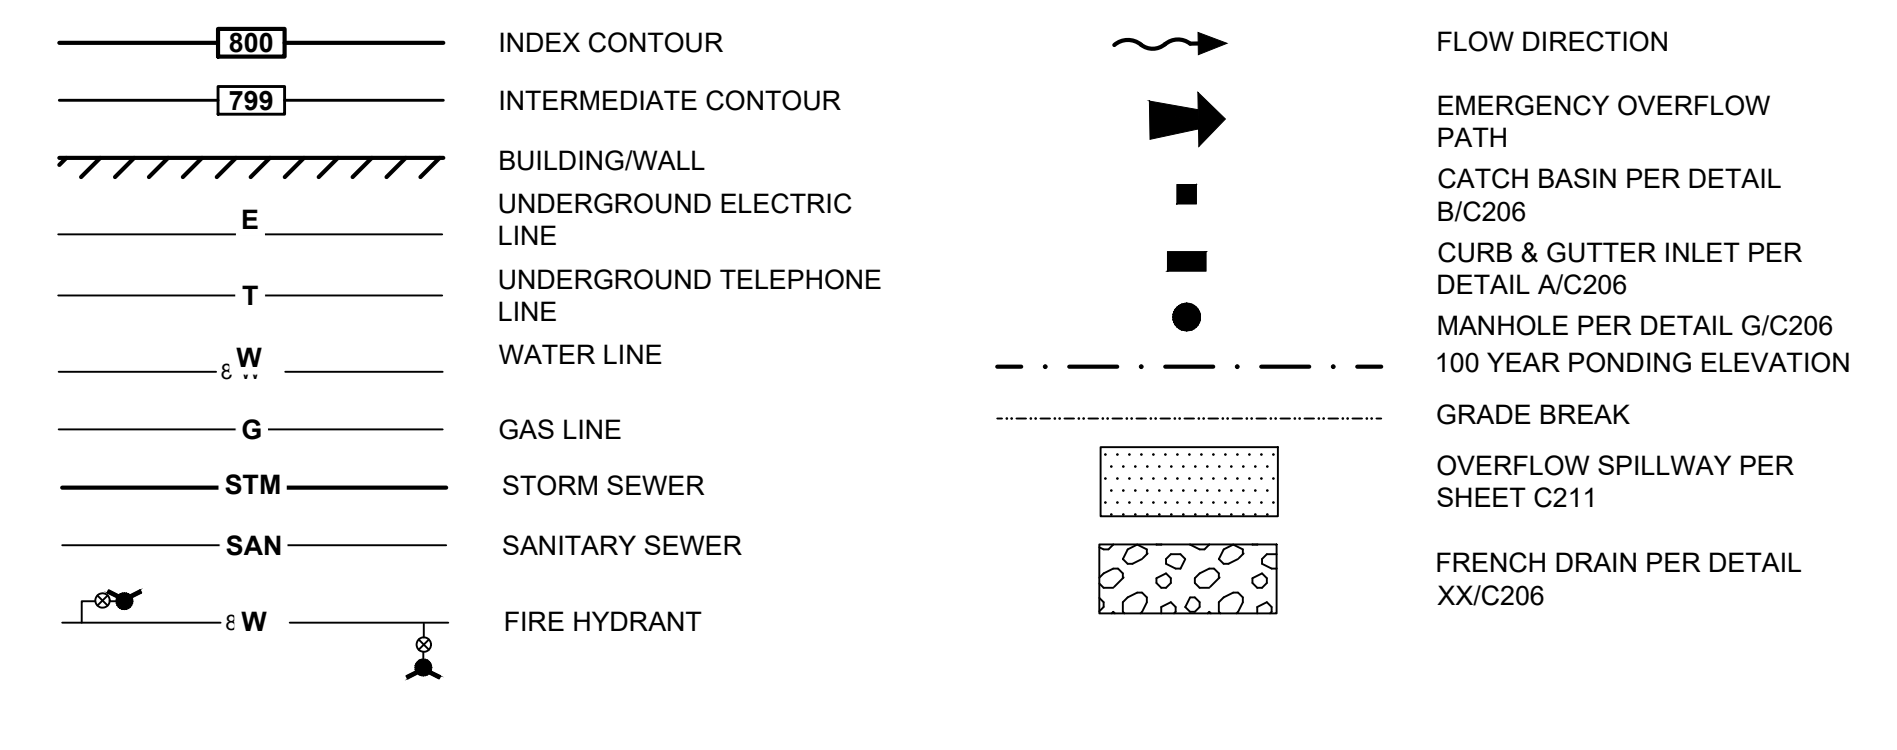 800 INDEX CONTOUR
799 INTERMEDIATE CONTOUR
BUILDING/WALL
E UNDERGROUND ELECTRIC
LINE
T UNDERGROUND TELEPHONE
LINE
8 W WATER LINE
G GAS LINE
STM STORM SEWER
SAN SANITARY SEWER
8 W FIRE HYDRANT
FLOW DIRECTION
EMERGENCY OVERFLOW
PATH
CATCH BASIN PER DETAIL
B/C206
CURB & GUTTER INLET PER
DETAIL A/C206
MANHOLE PER DETAIL G/C206
100 YEAR PONDING ELEVATION
GRADE BREAK
OVERFLOW SPILLWAY PER
SHEET C211
FRENCH DRAIN PER DETAIL
XX/C206